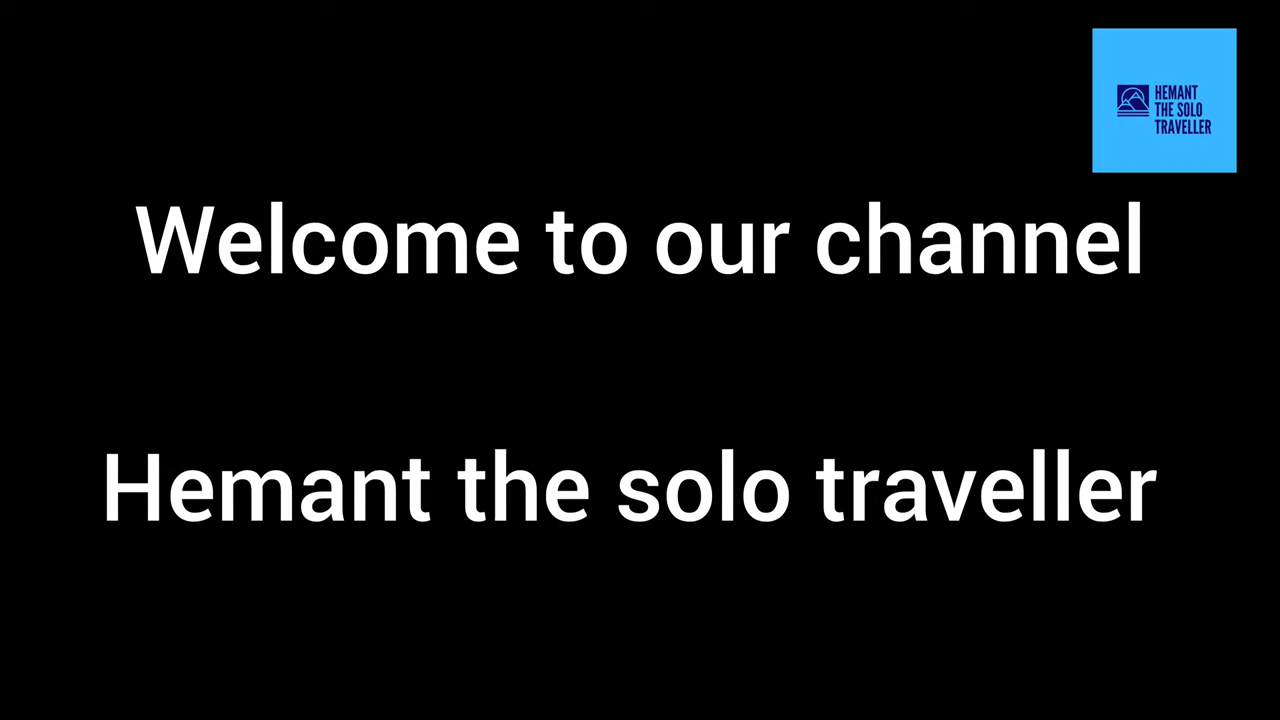 HEMANT
THE SOLO
TRAVELLER
Welcome to our channel
Hemant the solo traveller